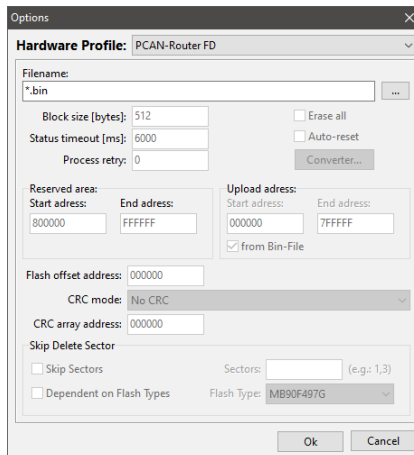 Options
Hardware Profile: PCAN-Router FD
Filename:
*.bin ...
Block size [bytes]: 512 Erase all
Status timeout [ms]: 6000 Auto-reset
Process retry: 0 Converter...
Reserved area: Upload adress:
Start adress: End adress: Start adress: End adress:
800000 FFFFFF 000000 7FFFFF
from Bin-File
Flash offset address: 000000
CRC mode: No CRC
CRC array address: 000000
Skip Delete Sector
Skip Sectors Sectors: (e.g.: 1,3)
Dependent on Flash Types Flash Type: MB90F497G
Ok Cancel